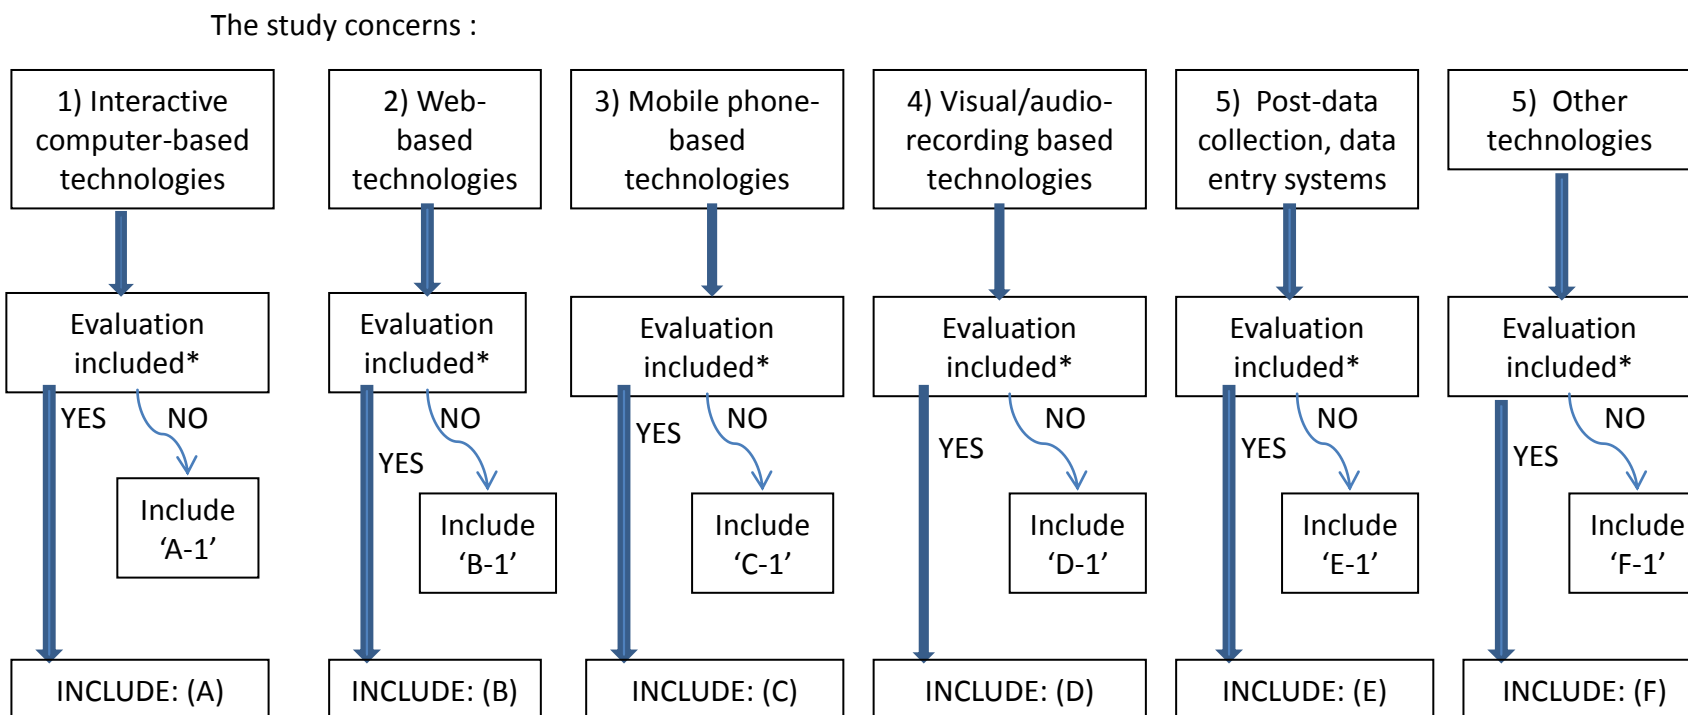 The study concerns :
1) Interactive
computer-based
technologies
2) Web-
based
technologies
3) Mobile phone-
based
technologies
4) Visual/audio-
recording based
technologies
5) Post-data
collection, data
entry systems
5) Other
technologies
Evaluation
included*
Evaluation
included*
Evaluation
included*
Evaluation
included*
Evaluation
included*
Evaluation
included*
YES
NO
YES
NO
YES
NO
YES
NO
YES
NO
YES
NO
Include
‘A-1’
Include
‘B-1’
Include
‘C-1’
Include
‘D-1’
Include
‘E-1’
Include
‘F-1’
INCLUDE: (A)
INCLUDE: (B)
INCLUDE: (C)
INCLUDE: (D)
INCLUDE: (E)
INCLUDE: (F)